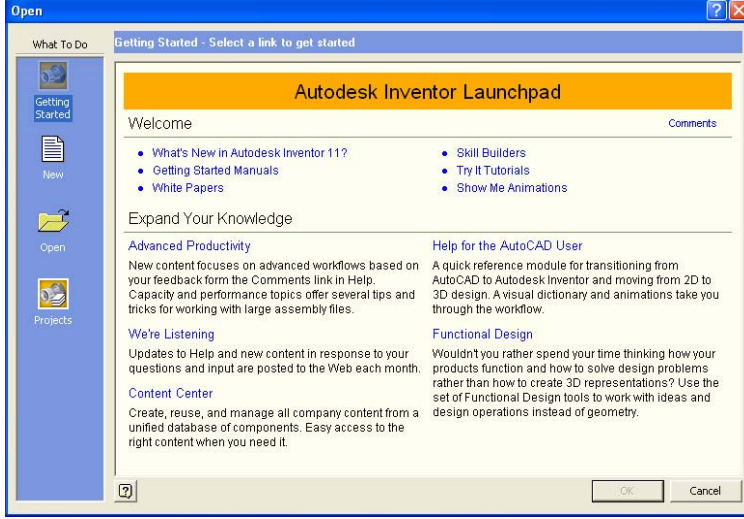 Open
What To Do
Getting Started - Select a link to get started
Getting
Started
New
Open
Projects
Autodesk Inventor Launchpad
Welcome
Comments
What's New in Autodesk Inventor 11?
Getting Started Manuals
White Papers
Skill Builders
Try It Tutorials
Show Me Animations
Expand Your Knowledge
Advanced Productivity
New content focuses on advanced workflows based on
your feedback form the Comments link in Help.
Capacity and performance topics offer several tips and
tricks for working with large assembly files.
We're Listening
Updates to Help and new content in response to your
questions and input are posted to the Web each month.
Content Center
Create, reuse, and manage all company content from a
unified database of components. Easy access to the
right content when you need it.
Help for the AutoCAD User
A quick reference module for transitioning from
AutoCAD to Autodesk Inventor and moving from 2D to
3D design. A visual dictionary and animations take you
through the workflow.
Functional Design
Wouldn't you rather spend your time thinking how your
products function and how to solve design problems
rather than how to create 3D representations? Use the
set of Functional Design tools to work with ideas and
design operations instead of geometry.
OK
Cancel